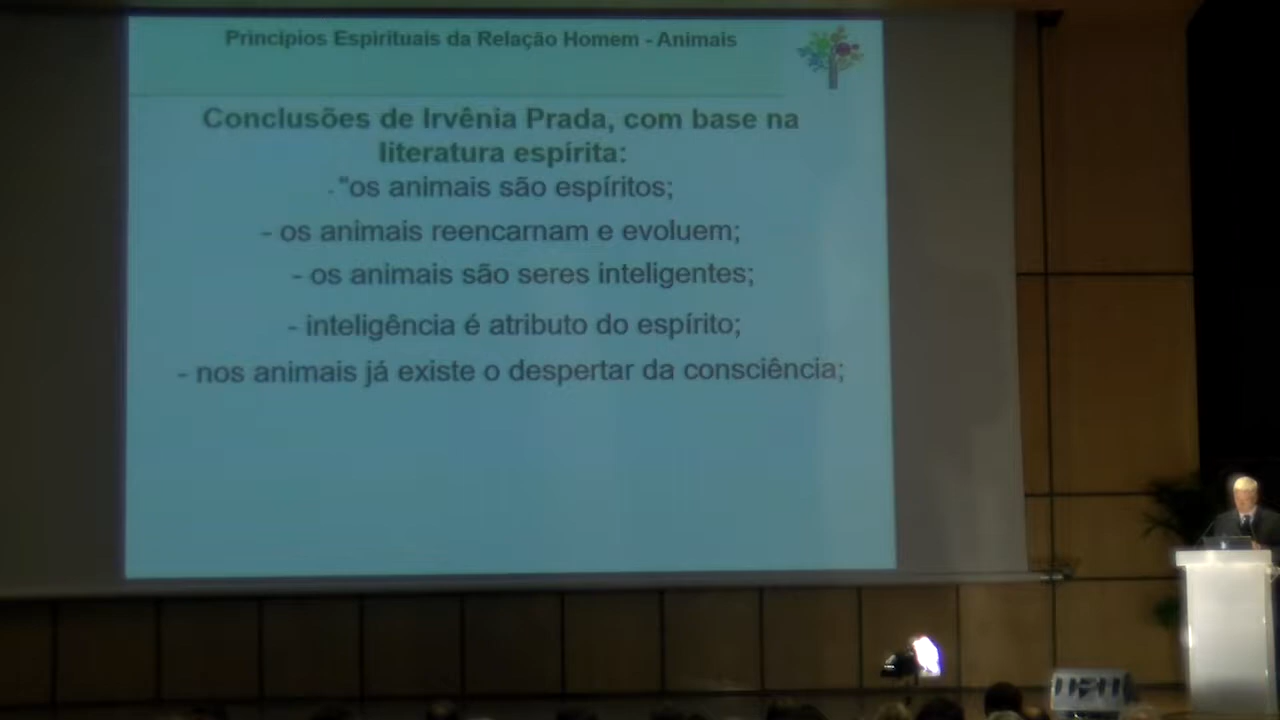 Princípios Espirituais da Relação Homem - Animais
Conclusões de Irvênia Prada, com base na
literatura espírita:
- "os animais são espíritos;
- os animais reencarnam e evoluem;
- os animais são seres inteligentes;
- inteligência é atributo do espírito;
- nos animais já existe o despertar da consciência;